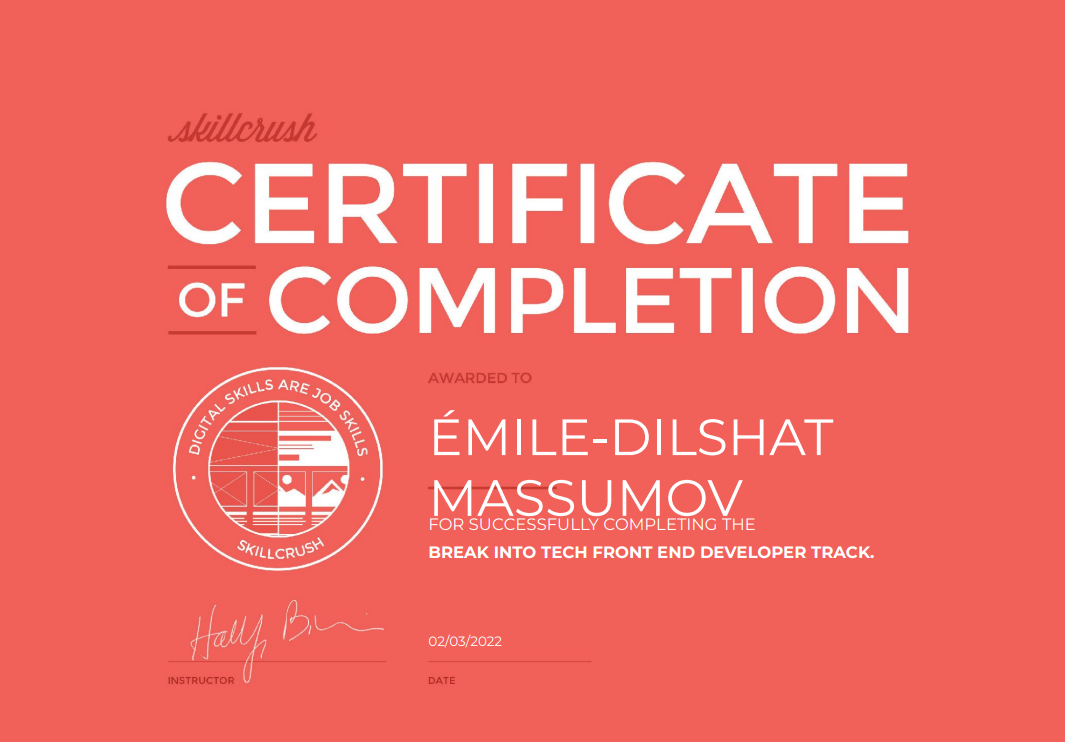 skillcrush
CERTIFICATE
OF COMPLETION
DIGITAL SKILLS ARE JOB SKILLS
SKILLCRUSH
AWARDED TO
ÉMILE-DILSHAT
MASSUMOV
FOR SUCCESSFULLY COMPLETING THE
BREAK INTO TECH FRONT END DEVELOPER TRACK.
02/03/2022
INSTRUCTOR
DATE